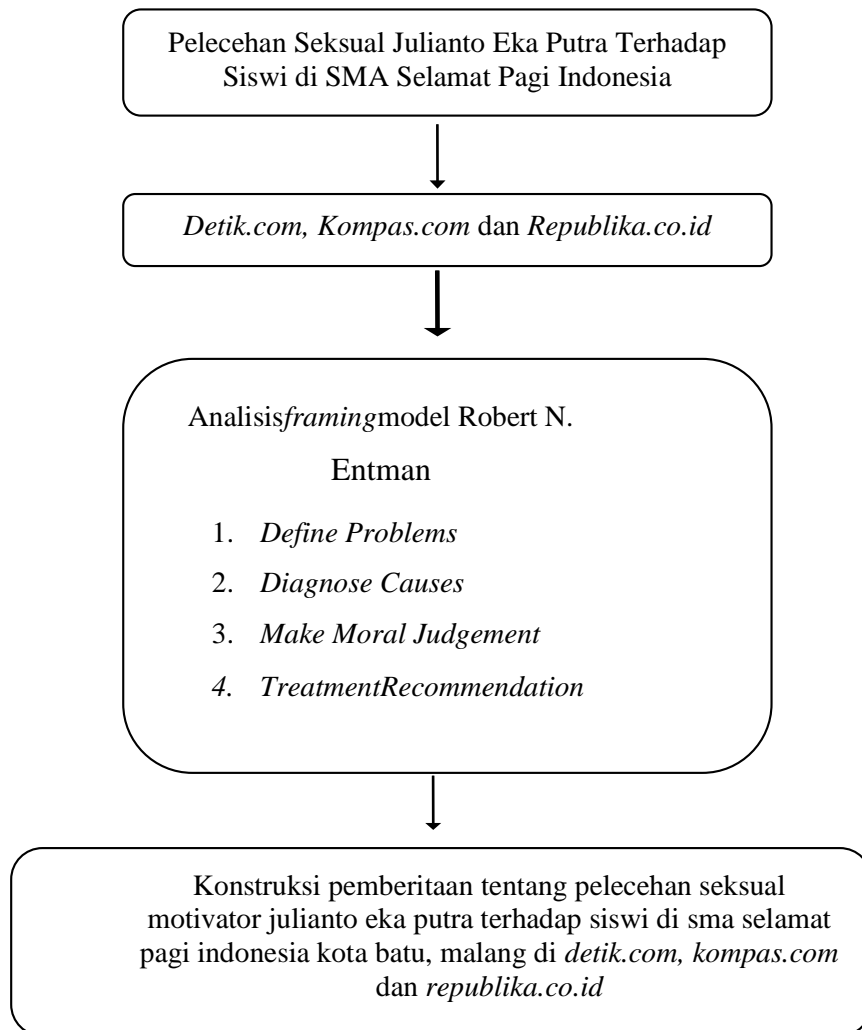 Pelecehan Seksual Julianto Eka Putra Terhadap
Siswi di SMA Selamat Pagi Indonesia
Detik.com, Kompas.com dan Republika.co.id
Analisisframingmodel Robert N.
Entman
1. Define Problems
2. Diagnose Causes
3. Make Moral Judgement
4. TreatmentRecommendation
Konstruksi pemberitaan tentang pelecehan seksual
motivator julianto eka putra terhadap siswi di sma selamat
pagi indonesia kota batu, malang di detik.com, kompas.com
dan republika.co.id